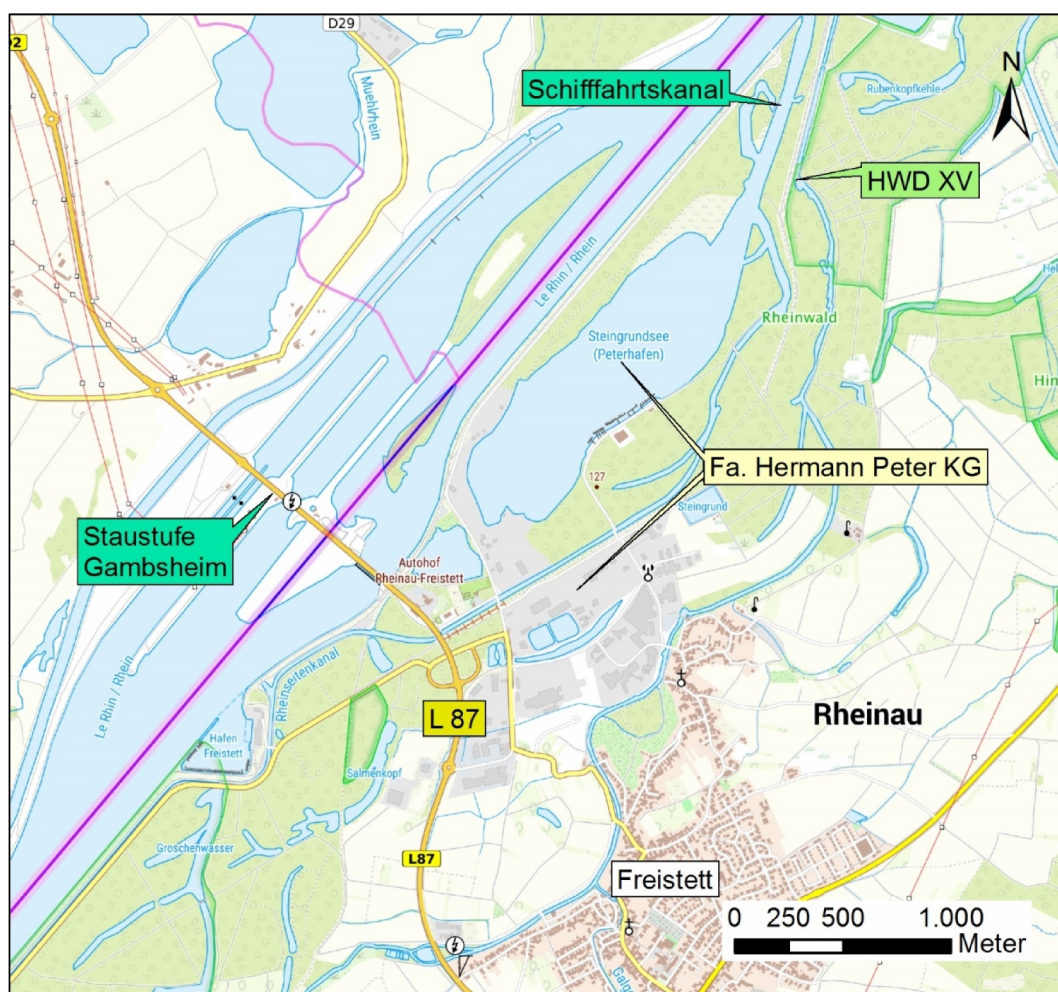 D29
D2
Muehlrhein
Schifffahrtskanal
Rubenkopfkehle
N
HWD XV
Le Rhin / Rhein
Rheinwald
Steingrundsee
(Peterhafen)
Hin
Fa. Hermann Peter KG
127
Steingrund
Staustufe
Gambsheim
Autohof
Rheinau-Freistett
Le Rhin / Rhein
Rheinseitenkanal
L 87
Rheinau
Hafen
Freistett
Salmenkopf
Groschenwasser
L87
Freistett
0 250 500 1.000
Meter